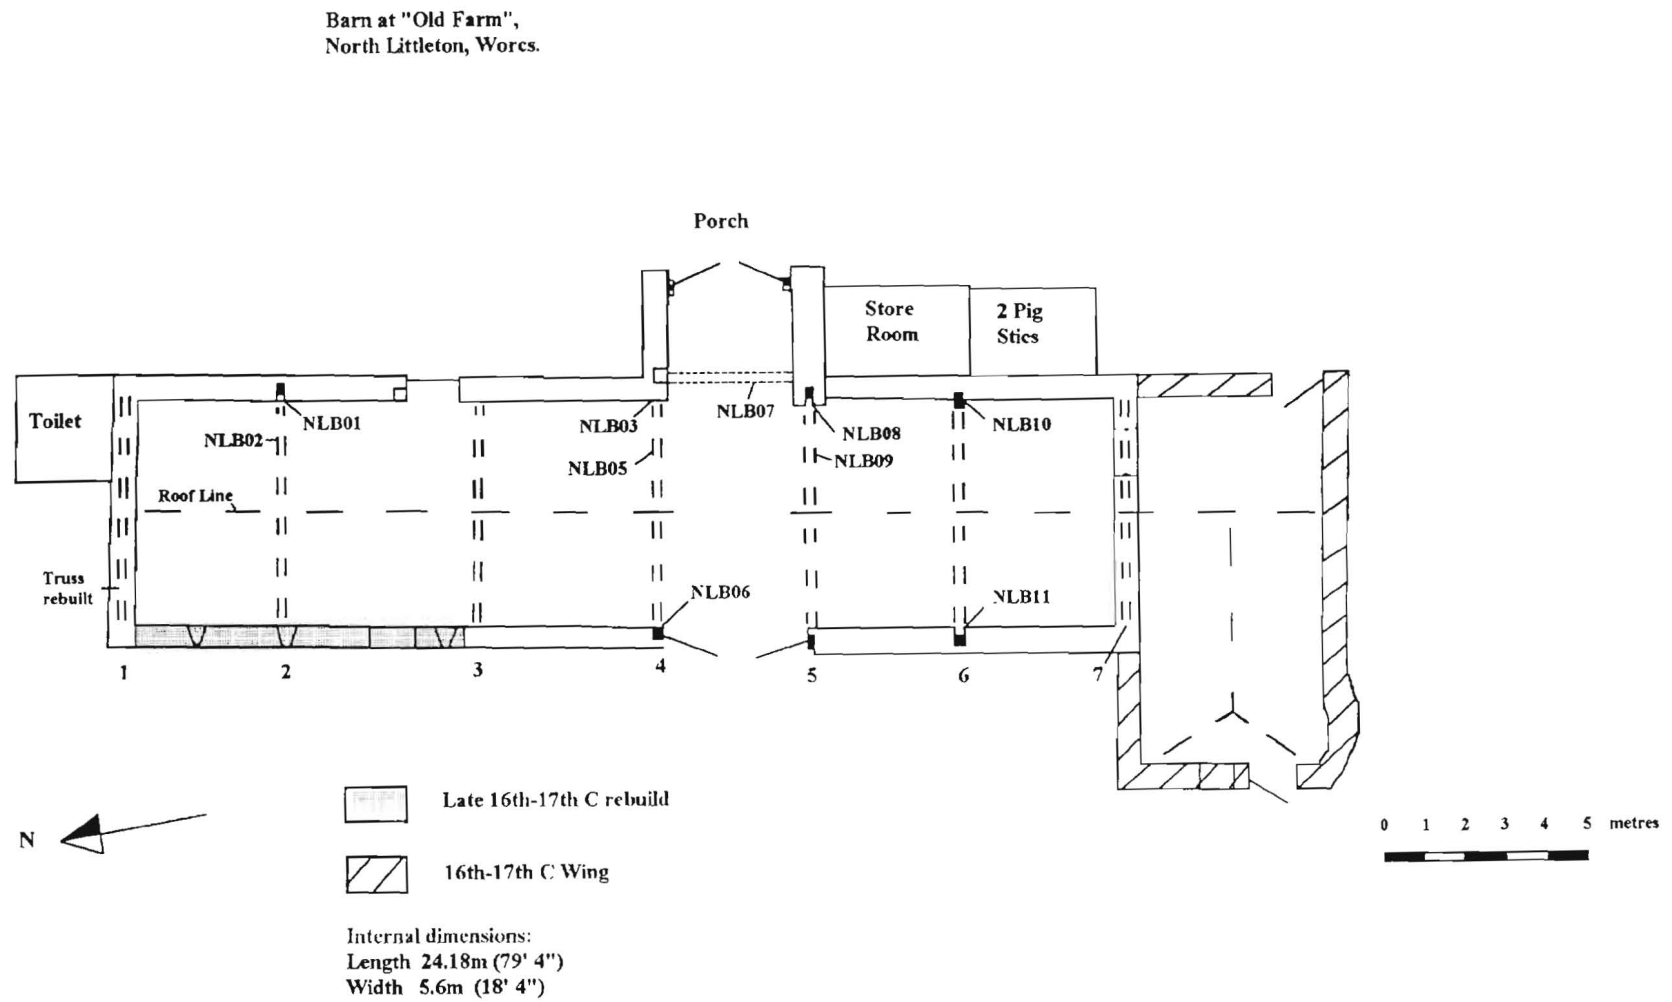 Barn at "Old Farm",
North Littleton, Worcs.
Porch
Store
Room
2 Pig
Sties
Toilet
NLB01
NLB02
NLB03
NLB07
NLB08
NLB10
NLB05
NLB09
Roof Line
Truss
rebuilt
NLB06
NLB11
1 2 3 4 5 6 7
Late 16th-17th C rebuild
N
0 1 2 3 4 5 metres
16th-17th C Wing
Internal dimensions:
Length 24.18m (79' 4")
Width 5.6m (18' 4")